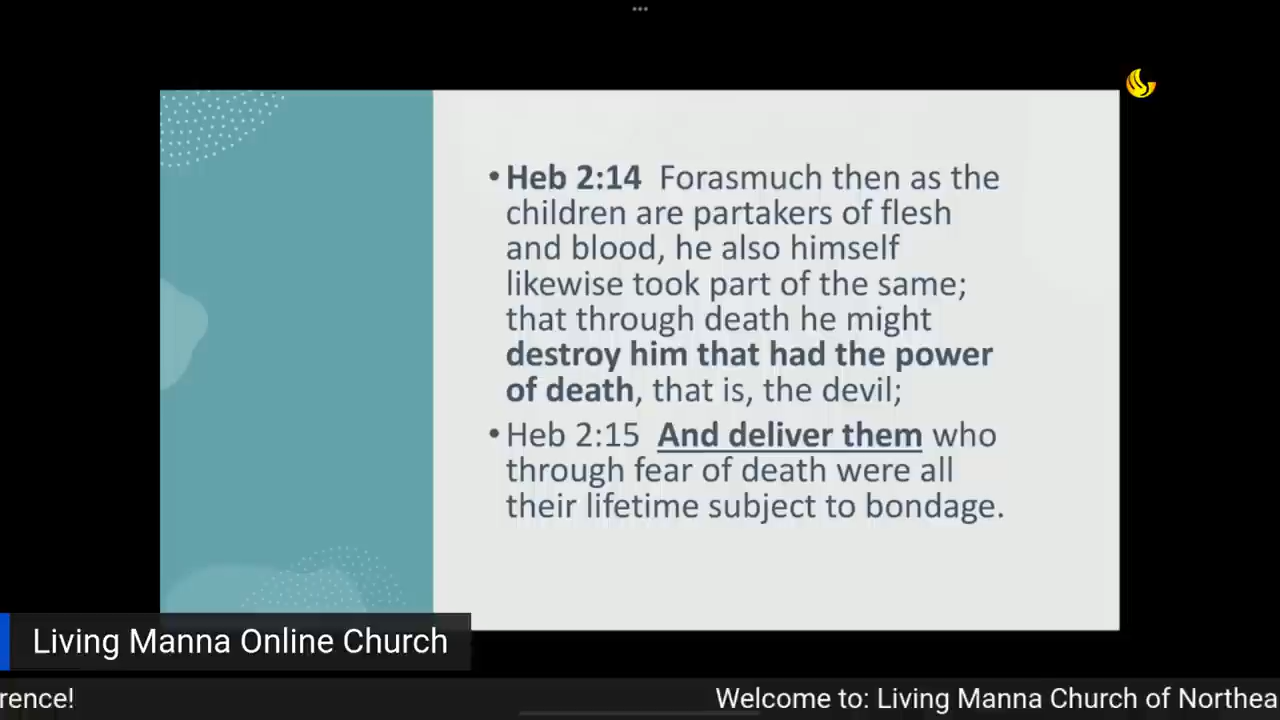 • Heb 2:14 Forasmuch then as the
children are partakers of flesh
and blood, he also himself
likewise took part of the same;
that through death he might
destroy him that had the power
of death, that is, the devil;
• Heb 2:15 And deliver them who
through fear of death were all
their lifetime subject to bondage.
Living Manna Online Church
rence! Welcome to: Living Manna Church of Northea